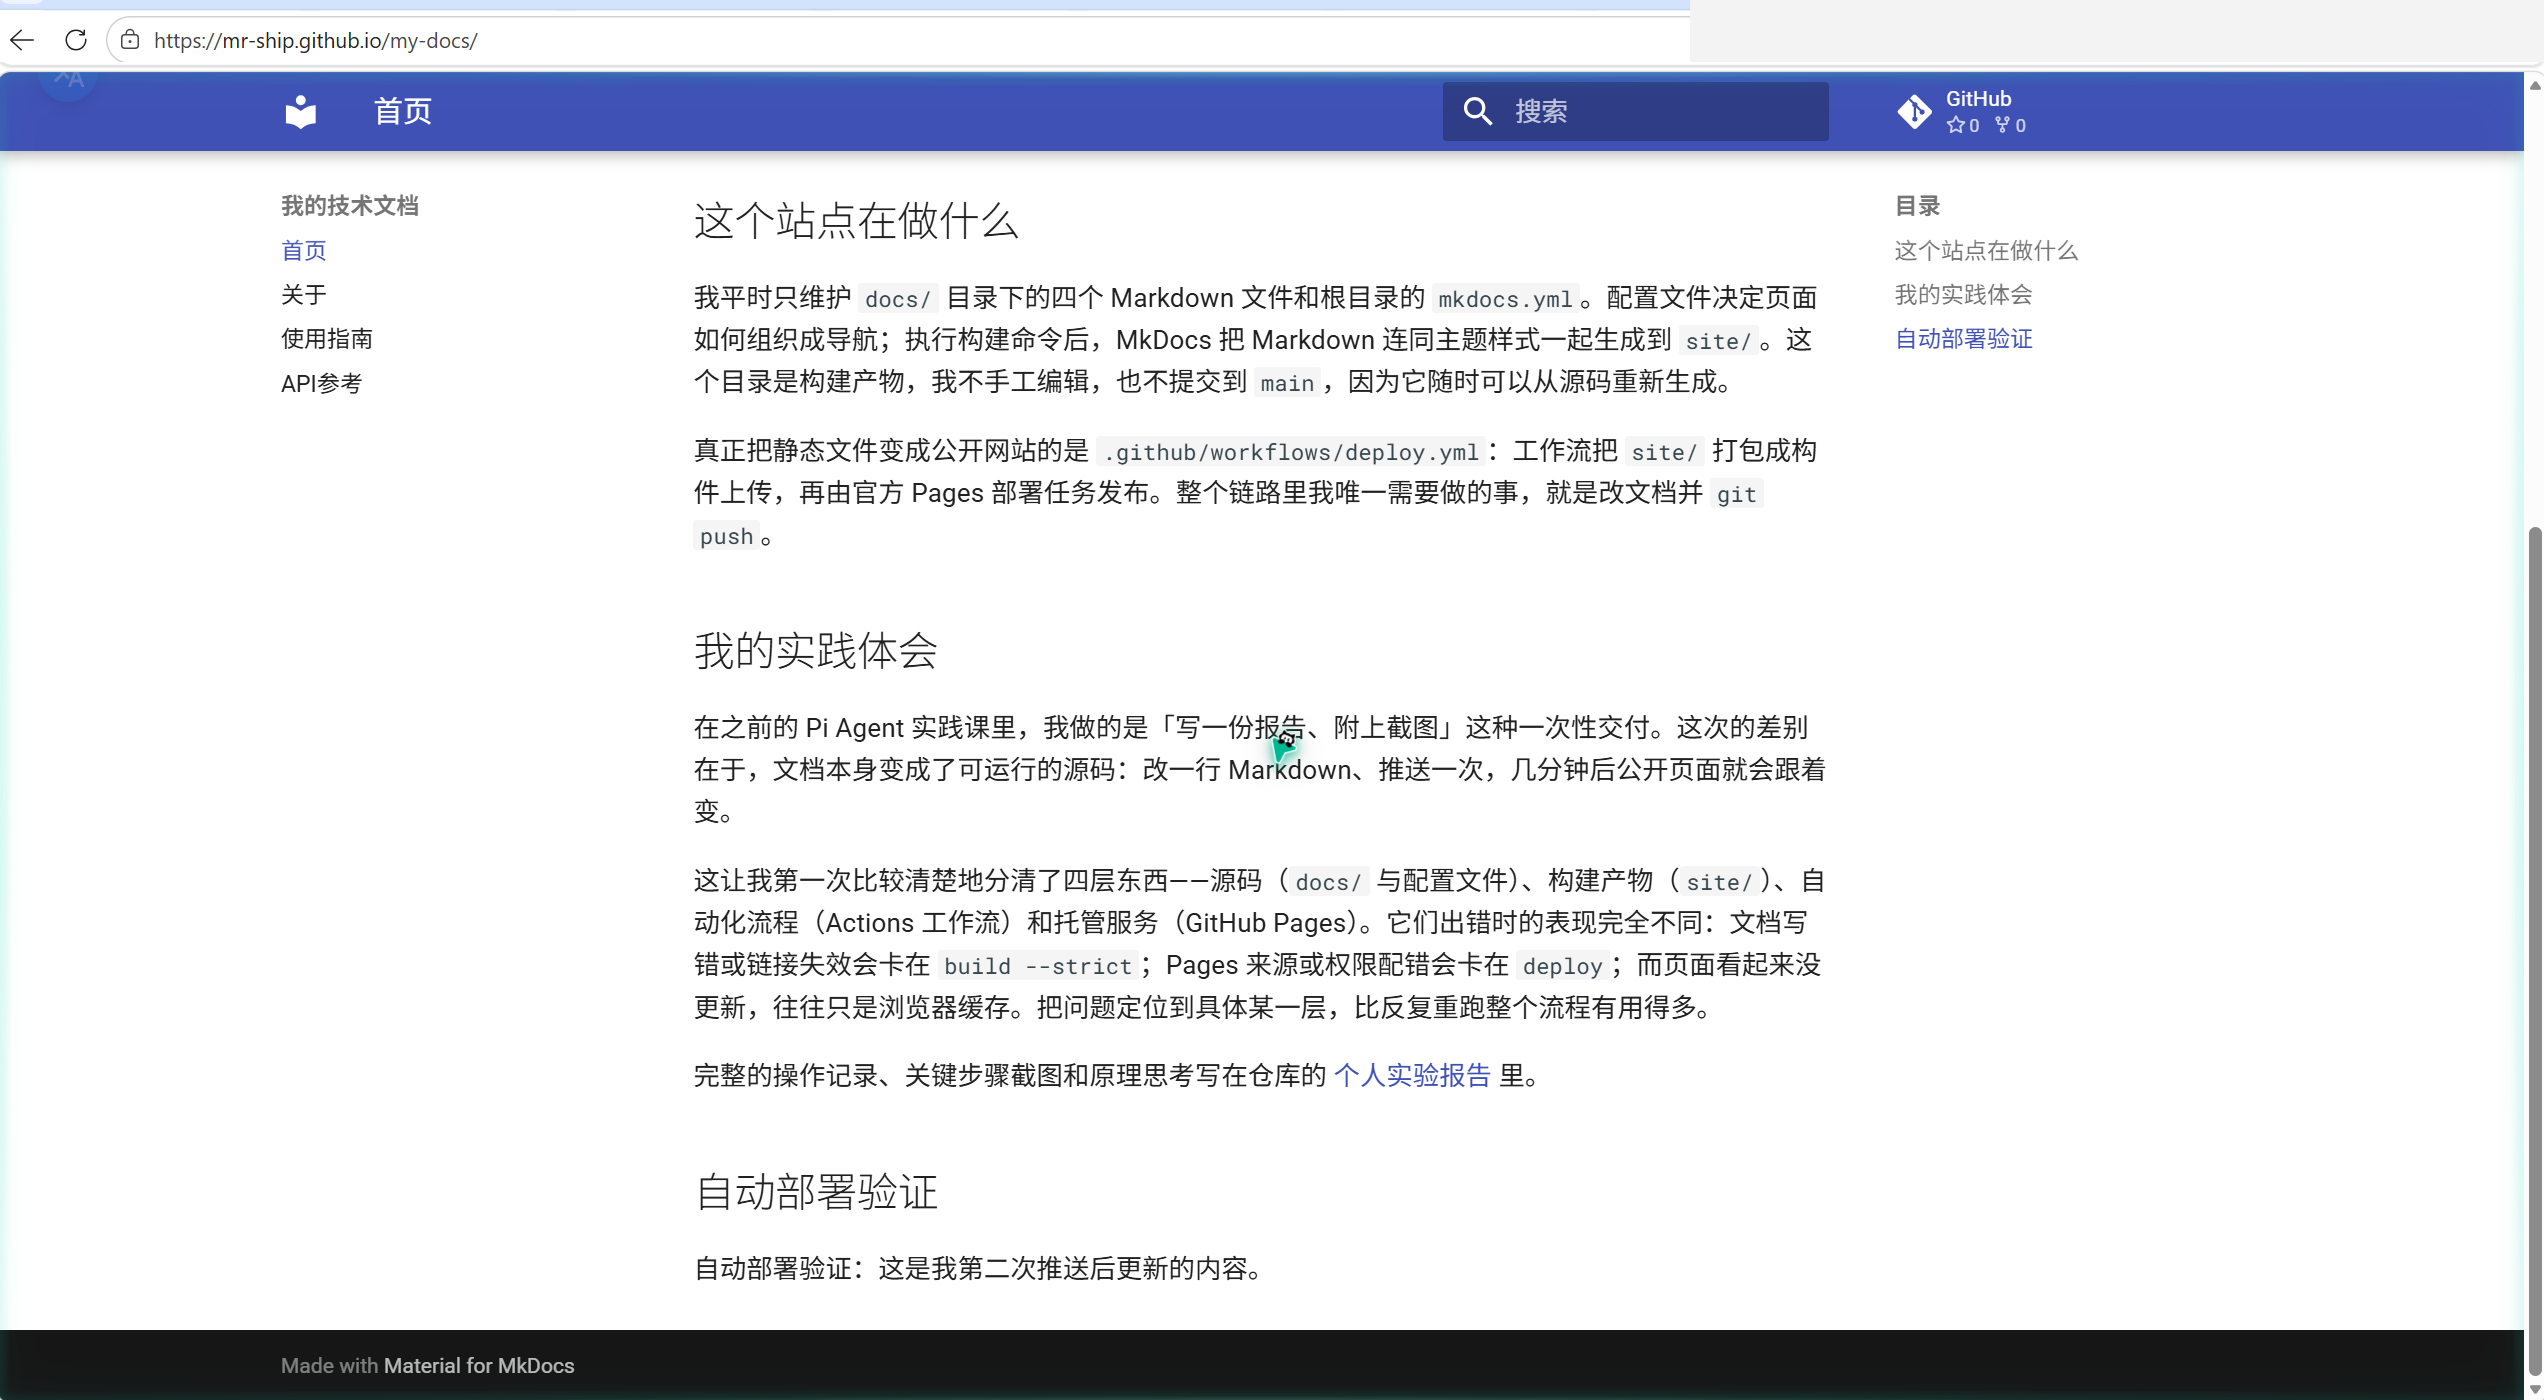 https://mr-ship.github.io/my-docs/
首页
搜索
GitHub
0 0
我的技术文档
首页
关于
使用指南
API参考
这个站点在做什么
我平时只维护 docs/ 目录下的四个 Markdown 文件和根目录的 mkdocs.yml。配置文件决定页面
如何组织成导航；执行构建命令后，MkDocs 把 Markdown 连同主题样式一起生成到 site/。这
个目录是构建产物，我不手工编辑，也不提交到 main，因为它随时可以从源码重新生成。
真正把静态文件变成公开网站的是 .github/workflows/deploy.yml：工作流把 site/ 打包成构
件上传，再由官方 Pages 部署任务发布。整个链路里我唯一需要做的事，就是改文档并 git
push。
我的实践体会
在之前的 Pi Agent 实践课里，我做的是「写一份报告、附上截图」这种一次性交付。这次的差别
在于，文档本身变成了可运行的源码：改一行 Markdown、推送一次，几分钟后公开页面就会跟着
变。
这让我第一次比较清楚地分清了四层东西——源码（docs/ 与配置文件）、构建产物（site/）、自
动化流程（Actions 工作流）和托管服务（GitHub Pages）。它们出错时的表现完全不同：文档写
错或链接失效会卡在 build --strict；Pages 来源或权限配错会卡在 deploy；而页面看起来没
更新，往往只是浏览器缓存。把问题定位到具体某一层，比反复重跑整个流程有用得多。
完整的操作记录、关键步骤截图和原理思考写在仓库的 个人实验报告 里。
自动部署验证
自动部署验证：这是我第二次推送后更新的内容。
目录
这个站点在做什么
我的实践体会
自动部署验证
Made with Material for MkDocs